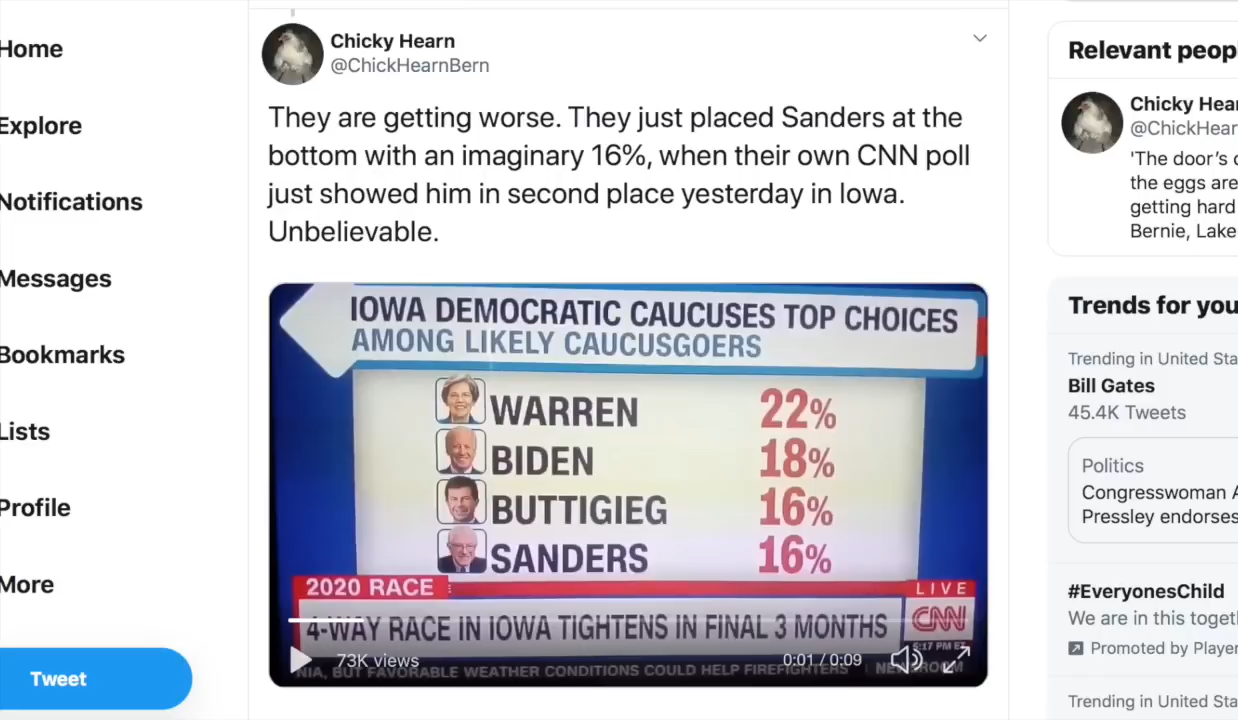 Home
Explore
Notifications
Messages
Bookmarks
Lists
Profile
More
Tweet
Chicky Hearn
@ChickHearnBern
They are getting worse. They just placed Sanders at the
bottom with an imaginary 16%, when their own CNN poll
just showed him in second place yesterday in Iowa.
Unbelievable.
IOWA DEMOCRATIC CAUCUSES TOP CHOICES
AMONG LIKELY CAUCUSGOERS
WARREN 22%
BIDEN 18%
BUTTIGIEG 16%
SANDERS 16%
2020 RACE
LIVE
4-WAY RACE IN IOWA TIGHTENS IN FINAL 3 MONTHS
CNN
5:17 PM ET
73K views
0:01 / 0:09
NIA, BUT FAVORABLE WEATHER CONDITIONS COULD HELP FIREFIGHTERS
Relevant peopl
Chicky Hear
@ChickHear
'The door's
the eggs are
getting hard
Bernie, Lake
Trends for you
Trending in United Sta
Bill Gates
45.4K Tweets
Politics
Congresswoman A
Pressley endorses
#EveryonesChild
We are in this toget
Promoted by Player
Trending in United Sta